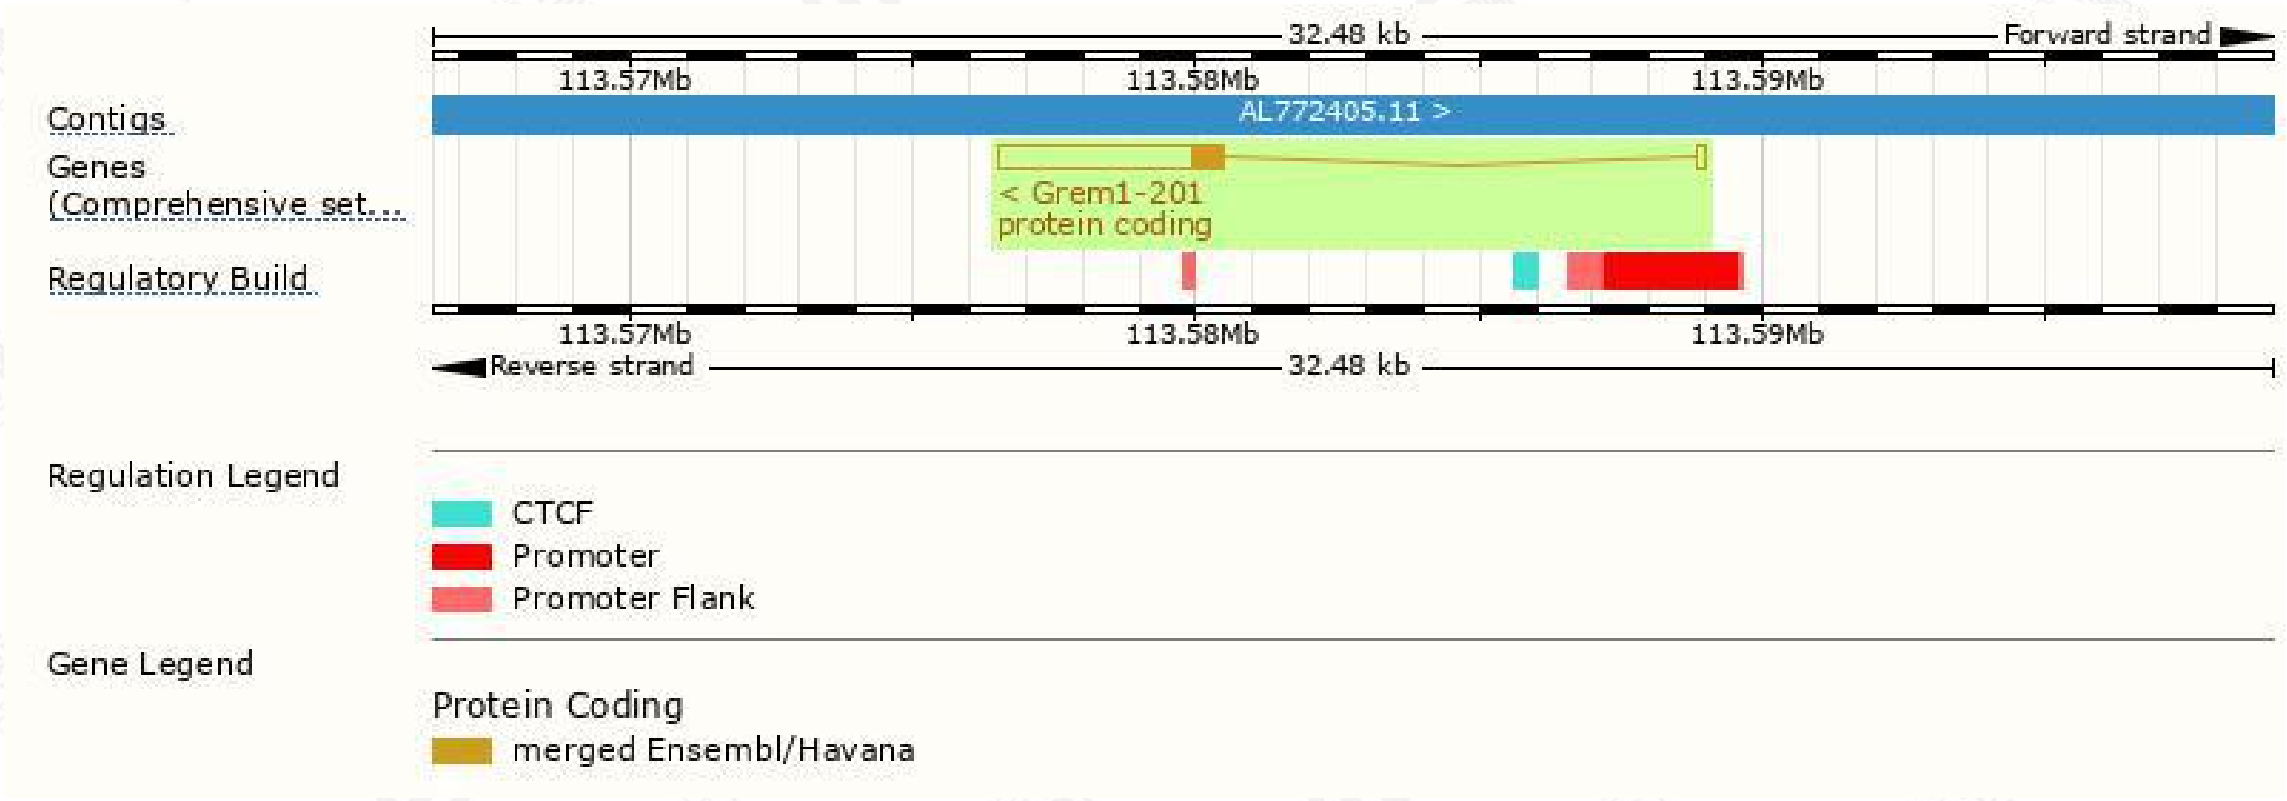 32.48 kb Forward strand
113.57Mb 113.58Mb 113.59Mb
Contigs AL772405.11 >
Genes
(Comprehensive set...
< Grem1-201
protein coding
Regulatory Build
113.57Mb 113.58Mb 113.59Mb
Reverse strand 32.48 kb
Regulation Legend
CTCF
Promoter
Promoter Flank
Gene Legend
Protein Coding
merged Ensembl/Havana